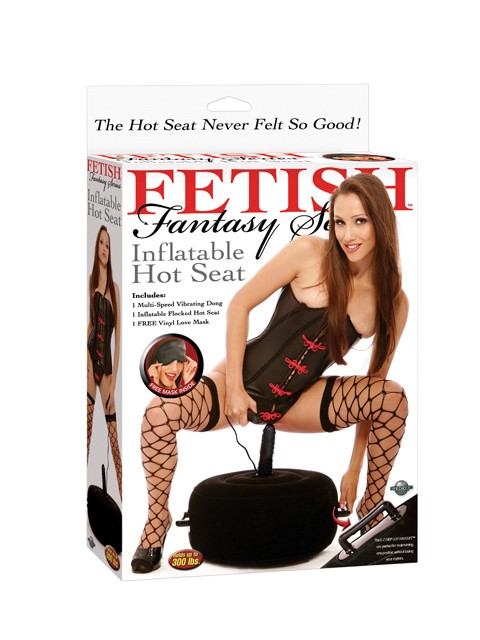 The Hot Seat Never Felt So Good!
FETISH
Fantasy Series
Inflatable
Hot Seat
FETISH™
Fantasy
Inflatable
Hot Seat
Includes:
1 Multi-Speed Vibrating Dong
1 Inflatable Flocked Hot Seat
1 FREE Vinyl Love Mask
FREE MASK INSIDE
Holds up to
300 lbs.